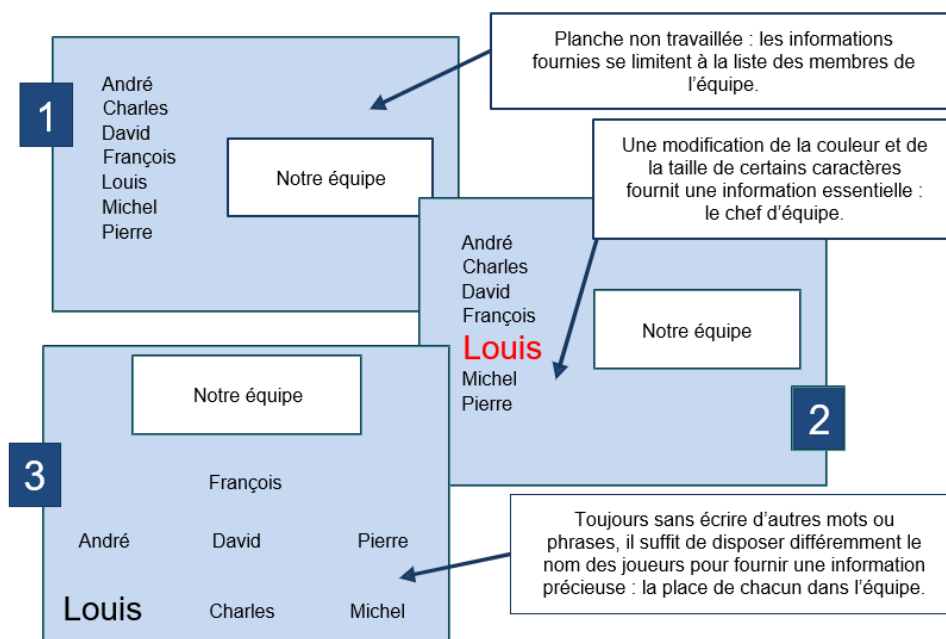 1
André
Charles
David
François
Louis
Michel
Pierre
Notre équipe
Planche non travaillée : les informations
fournies se limitent à la liste des membres de
l’équipe.
Une modification de la couleur et de
la taille de certains caractères
fournit une information essentielle :
le chef d’équipe.
2
André
Charles
David
François
Louis
Michel
Pierre
Notre équipe
3
Notre équipe
François
André David Pierre
Louis Charles Michel
Toujours sans écrire d’autres mots ou
phrases, il suffit de disposer différemment le
nom des joueurs pour fournir une information
précieuse : la place de chacun dans l’équipe.